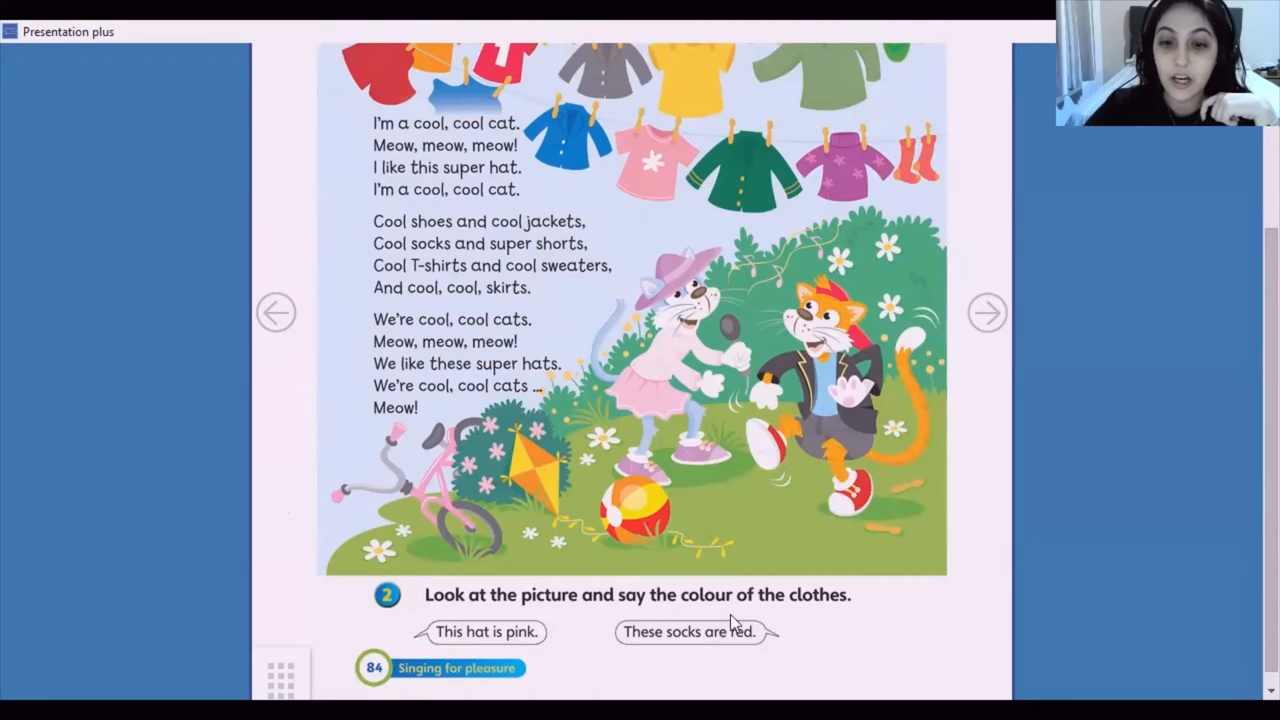 Presentation plus
I'm a cool, cool cat.
Meow, meow, meow!
I like this super hat.
I'm a cool, cool cat.
Cool shoes and cool jackets,
Cool socks and super shorts,
Cool T-shirts and cool sweaters,
And cool, cool, skirts.
We're cool, cool cats.
Meow, meow, meow!
We like these super hats.
We're cool, cool cats ...
Meow!
2 Look at the picture and say the colour of the clothes.
This hat is pink. These socks are red.
84 Singing for pleasure